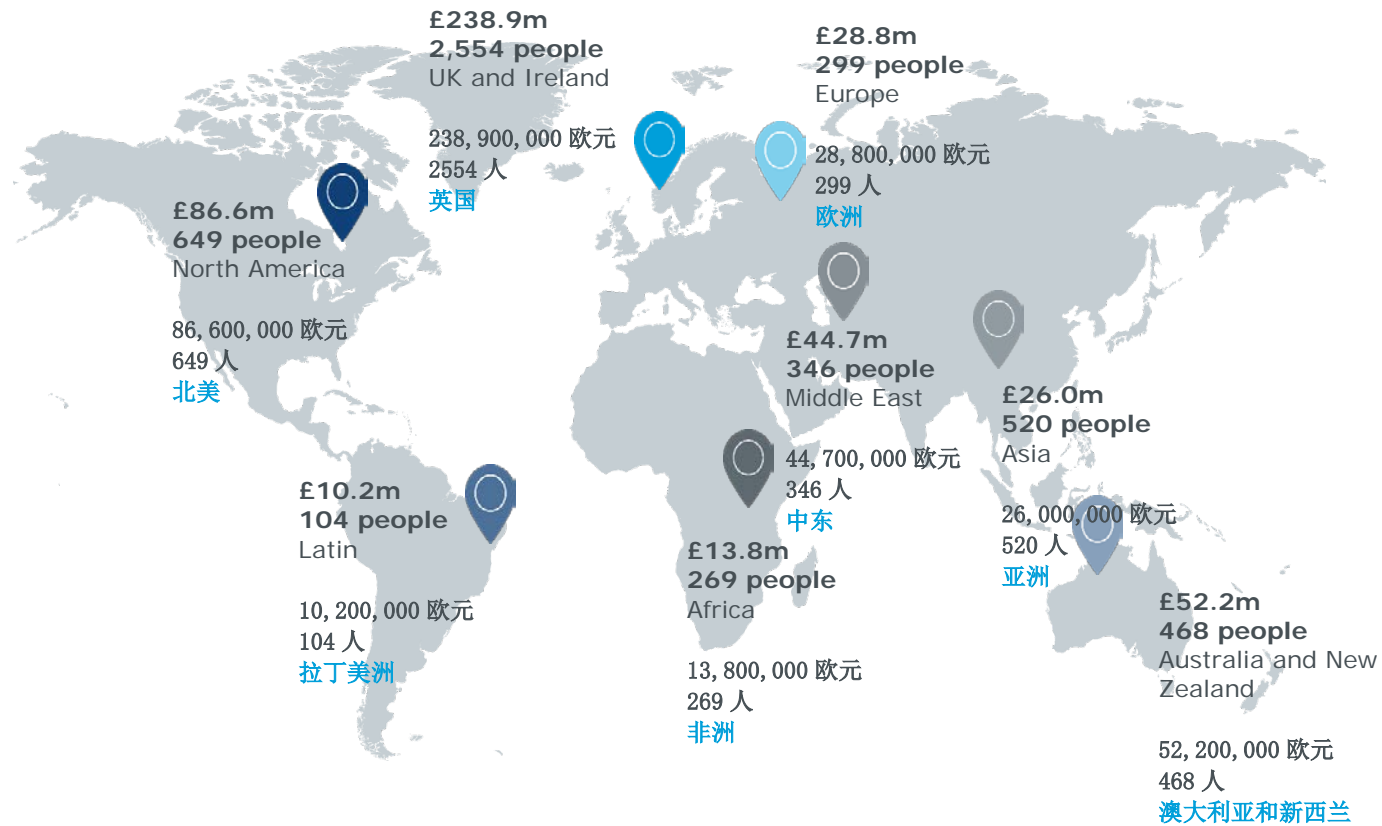 £238.9m
2,554 people
UK and Ireland
238,900,000 欧元
2554 人
英国
£28.8m
299 people
Europe
28,800,000 欧元
299 人
欧洲
£86.6m
649 people
North America
86,600,000 欧元
649 人
北美
£44.7m
346 people
Middle East
44,700,000 欧元
346 人
中东
£26.0m
520 people
Asia
26,000,000 欧元
520 人
亚洲
£10.2m
104 people
Latin
10,200,000 欧元
104 人
拉丁美洲
£13.8m
269 people
Africa
13,800,000 欧元
269 人
非洲
£52.2m
468 people
Australia and New
Zealand
52,200,000 欧元
468 人
澳大利亚和新西兰